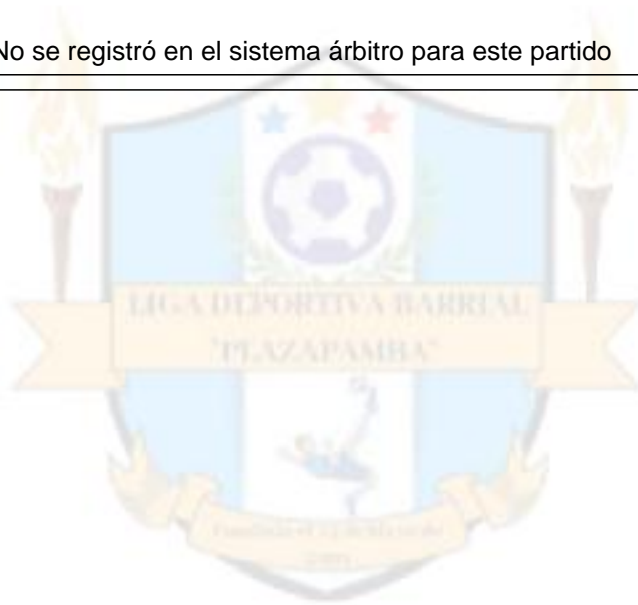 No se registró en el sistema árbitro para este partido
LIGA DEPORTIVA BARRIAL
"PLAZAPAMBA"